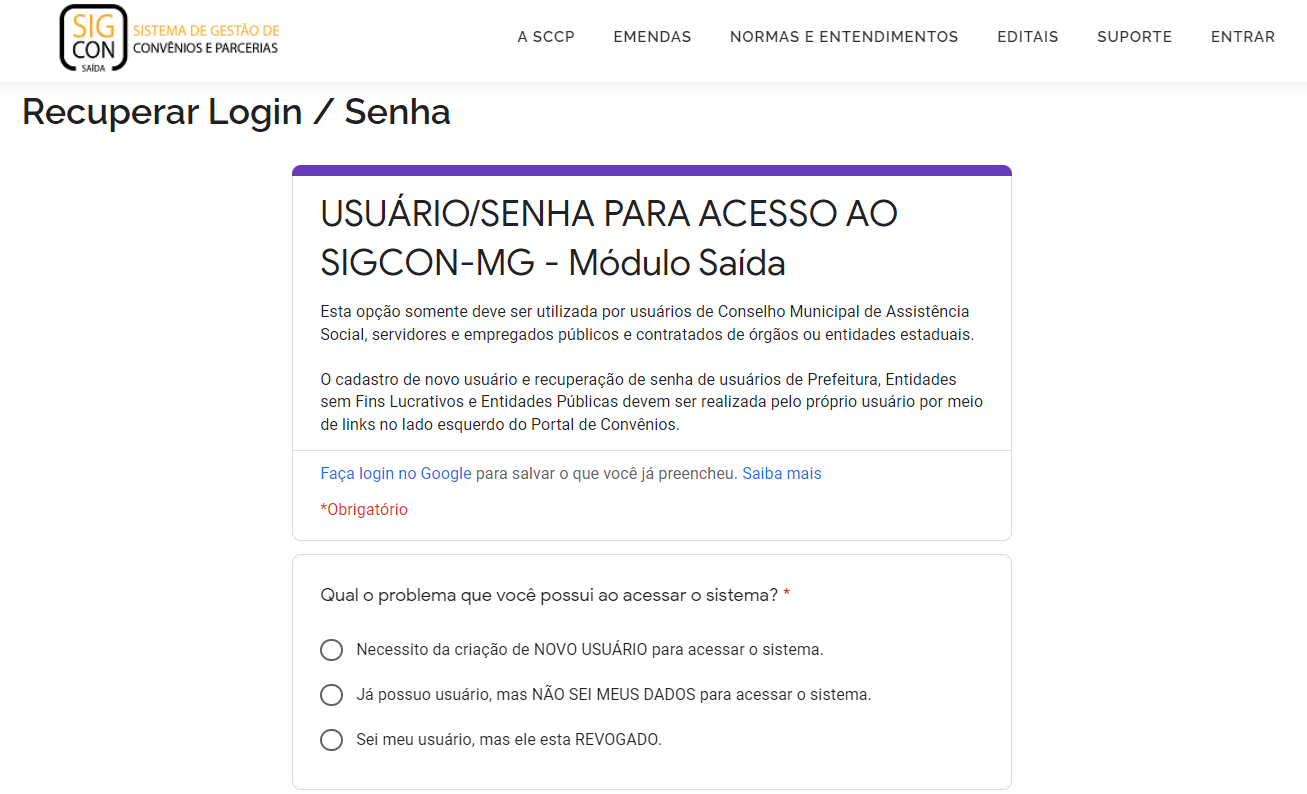 SIG
CON
SAÍDA
SISTEMA DE GESTÃO DE
CONVÊNIOS E PARCERIAS
A SCCP
EMENDAS
NORMAS E ENTENDIMENTOS
EDITAIS
SUPORTE
ENTRAR
Recuperar Login / Senha
USUÁRIO/SENHA PARA ACESSO AO
SIGCON-MG - Módulo Saída
Esta opção somente deve ser utilizada por usuários de Conselho Municipal de Assistência
Social, servidores e empregados públicos e contratados de órgãos ou entidades estaduais.
O cadastro de novo usuário e recuperação de senha de usuários de Prefeitura, Entidades
sem Fins Lucrativos e Entidades Públicas devem ser realizada pelo próprio usuário por meio
de links no lado esquerdo do Portal de Convênios.
Faça login no Google para salvar o que você já preencheu. Saiba mais
*Obrigatório
Qual o problema que você possui ao acessar o sistema? *
Necessito da criação de NOVO USUÁRIO para acessar o sistema.
Já possuo usuário, mas NÃO SEI MEUS DADOS para acessar o sistema.
Sei meu usuário, mas ele esta REVOGADO.